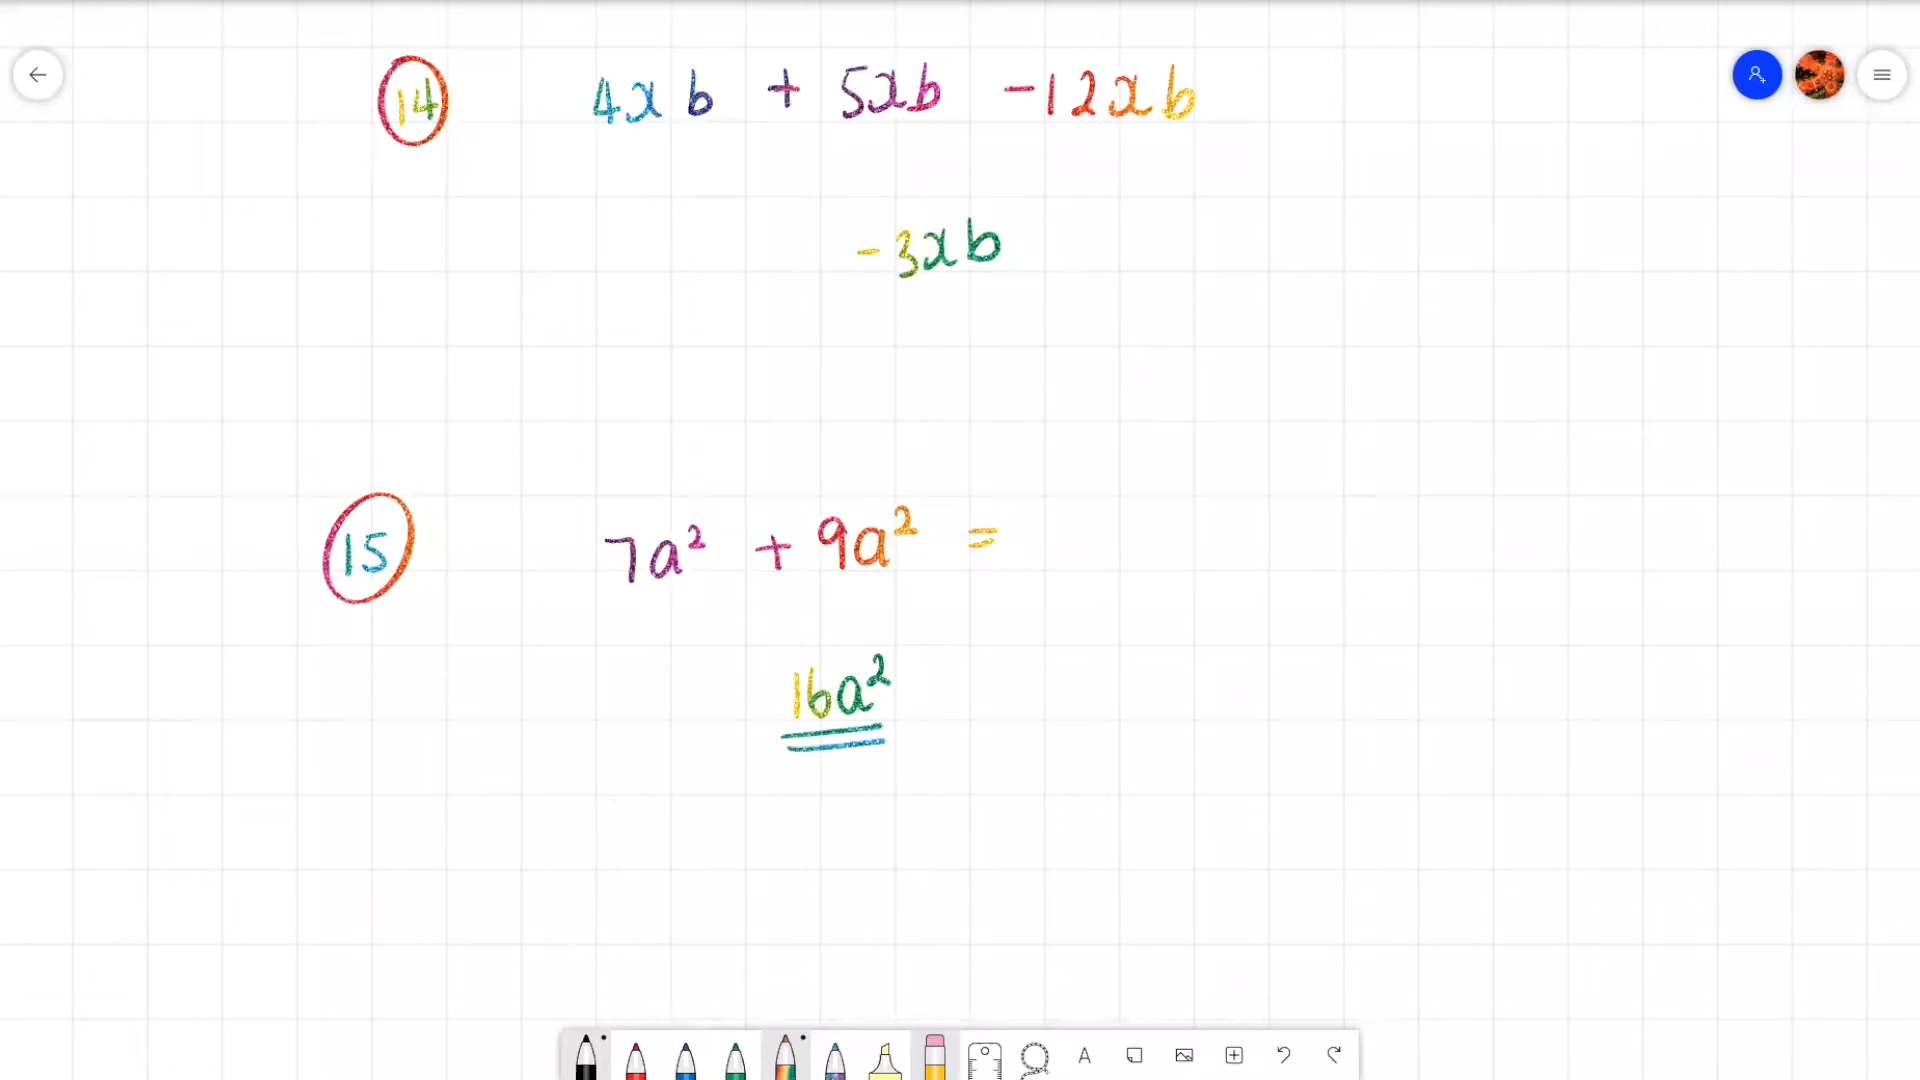 14 4xb + 5xb -12xb
-3xb
15 7a² + 9a² =
16a²